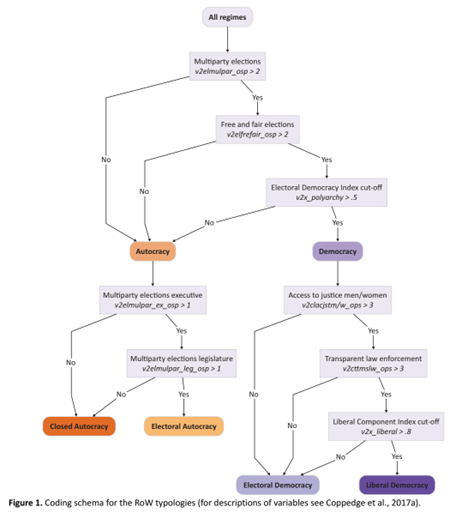 All regimes
Multiparty elections
v2elmulpar_osp > 2
Yes
Free and fair elections
v2elfrefair_osp > 2
No
Yes
No
Electoral Democracy Index cut-off
v2x_polyarchy > .5
No
Yes
Autocracy
Democracy
Multiparty elections executive
v2elmulpar_ex_osp > 1
Access to justice men/women
v2clacjstm/w_ops > 3
Yes
Yes
No
Multiparty elections legislature
v2elmulpar_leg_osp > 1
Transparent law enforcement
v2cttmslw_ops > 3
No
No
Yes
Yes
No
Liberal Component Index cut-off
v2x_liberal > .8
Closed Autocracy
Electoral Autocracy
No
Yes
Electoral Democracy
Liberal Democracy
Figure 1. Coding schema for the RoW typologies (for descriptions of variables see Coppedge et al., 2017a).